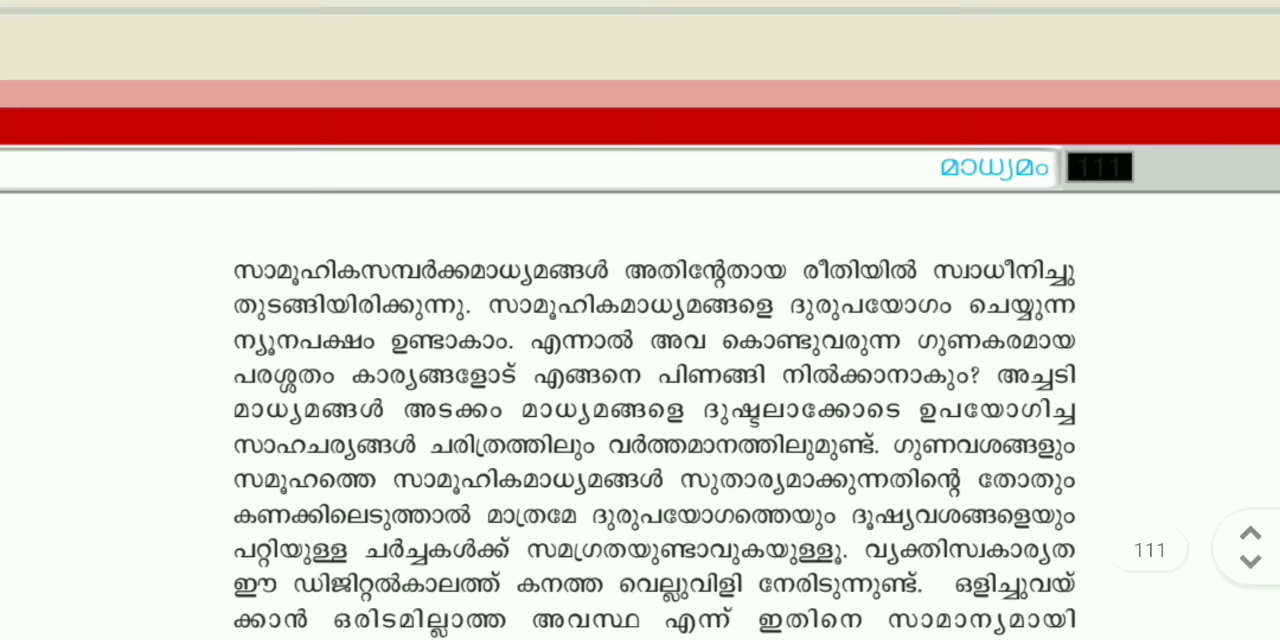 മാധ്യമം
111
സാമൂഹികസമ്പർക്കമാധ്യമങ്ങൾ അതിന്റേതായ രീതിയിൽ സ്വാധീനിച്ചു
തുടങ്ങിയിരിക്കുന്നു. സാമൂഹികമാധ്യമങ്ങളെ ദുരുപയോഗം ചെയ്യുന്ന
ന്യൂനപക്ഷം ഉണ്ടാകാം. എന്നാൽ അവ കൊണ്ടുവരുന്ന ഗുണകരമായ
പരശ്ശതം കാര്യങ്ങളോട് എങ്ങനെ പിണങ്ങി നിൽക്കാനാകും? അച്ചടി
മാധ്യമങ്ങൾ അടക്കം മാധ്യമങ്ങളെ ദുഷ്ടലാക്കോടെ ഉപയോഗിച്ച
സാഹചര്യങ്ങൾ ചരിത്രത്തിലും വർത്തമാനത്തിലുമുണ്ട്. ഗുണവശങ്ങളും
സമൂഹത്തെ സാമൂഹികമാധ്യമങ്ങൾ സുതാര്യമാക്കുന്നതിന്റെ തോതും
കണക്കിലെടുത്താൽ മാത്രമേ ദുരുപയോഗത്തെയും ദൂഷ്യവശങ്ങളെയും
പറ്റിയുള്ള ചർച്ചകൾക്ക് സമഗ്രതയുണ്ടാവുകയുള്ളൂ. വ്യക്തിസ്വകാര്യത
111
ഈ ഡിജിറ്റൽകാലത്ത് കനത്ത വെല്ലുവിളി നേരിടുന്നുണ്ട്. ഒളിച്ചുവയ്
ക്കാൻ ഒരിടമില്ലാത്ത അവസ്ഥ എന്ന് ഇതിനെ സാമാന്യമായി